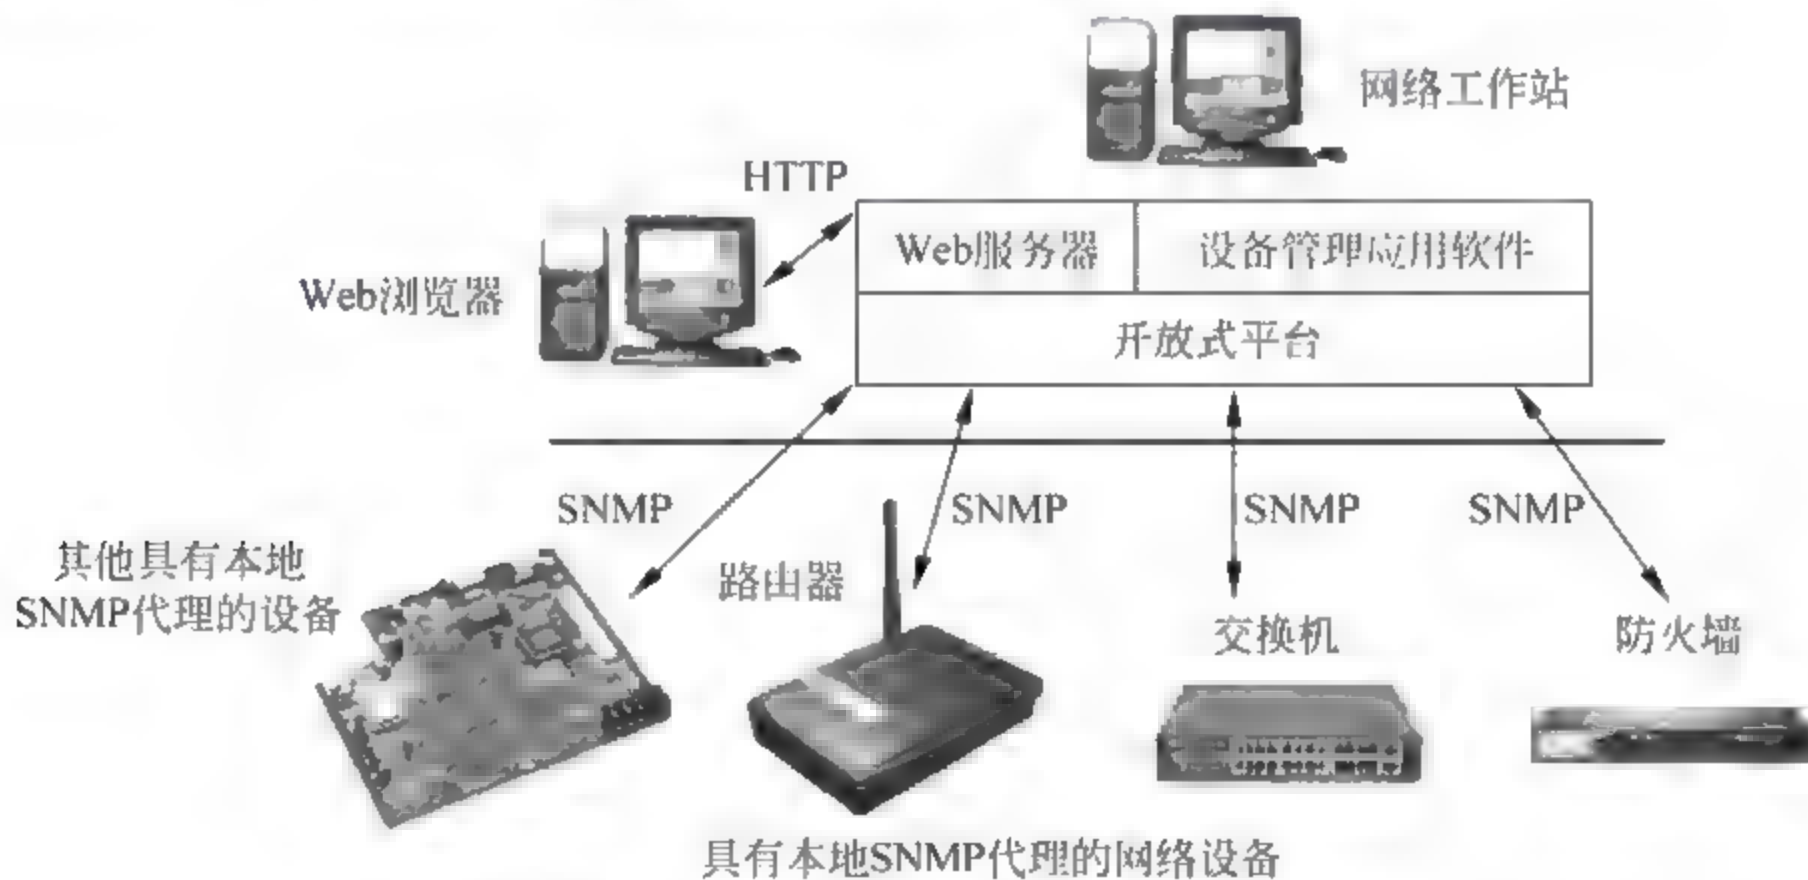 网络工作站
HTTP
Web服务器
设备管理应用软件
Web浏览器
开放式平台
SNMP
SNMP
SNMP
SNMP
其他具有本地
SNMP代理的设备
路由器
交换机
防火墙
具有本地SNMP代理的网络设备